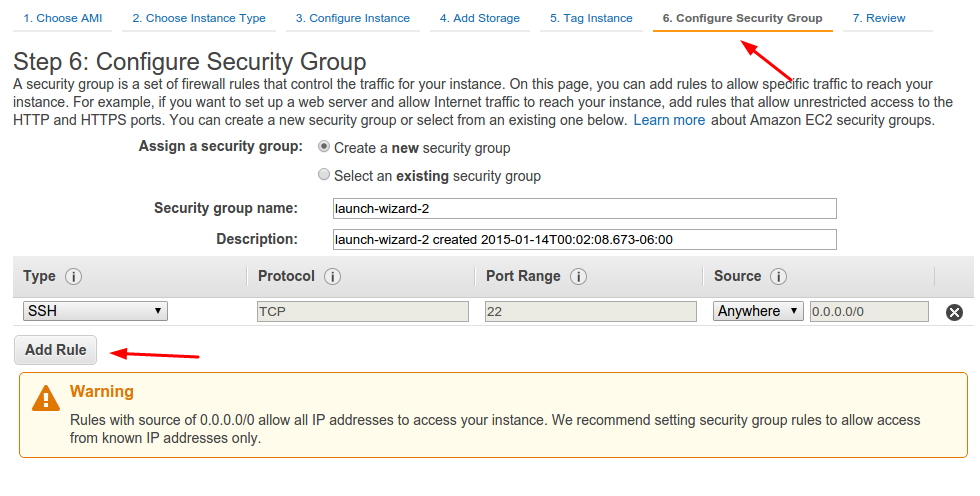 1. Choose AMI 2. Choose Instance Type 3. Configure Instance 4. Add Storage 5. Tag Instance 6. Configure Security Group 7. Review
Step 6: Configure Security Group
A security group is a set of firewall rules that control the traffic for your instance. On this page, you can add rules to allow specific traffic to reach your
instance. For example, if you want to set up a web server and allow Internet traffic to reach your instance, add rules that allow unrestricted access to the
HTTP and HTTPS ports. You can create a new security group or select from an existing one below. Learn more about Amazon EC2 security groups.
Assign a security group: Create a new security group
Select an existing security group
Security group name: launch-wizard-2
Description: launch-wizard-2 created 2015-01-14T00:02:08.673-06:00
Type i Protocol i Port Range i Source i
SSH TCP 22 Anywhere 0.0.0.0/0
Add Rule
Warning
Rules with source of 0.0.0.0/0 allow all IP addresses to access your instance. We recommend setting security group rules to allow access
from known IP addresses only.